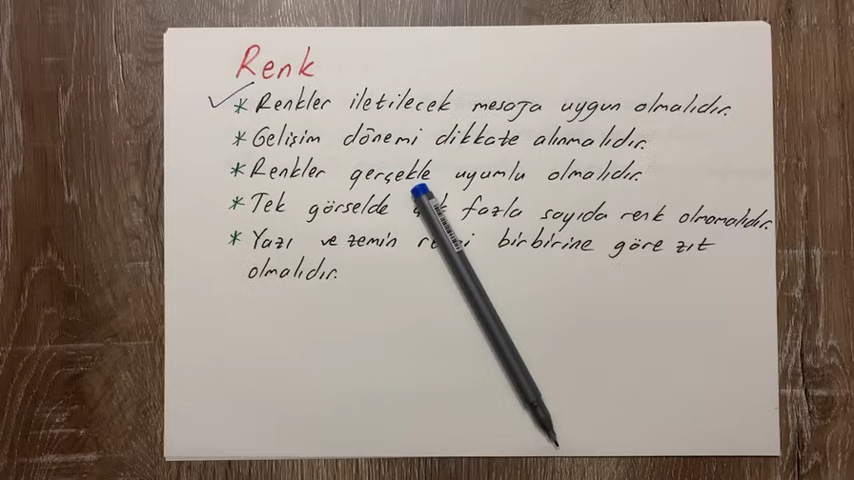 Renk
* Renkler iletilecek mesaja uygun olmalıdır.
* Gelişim dönemi dikkate alınmalıdır.
* Renkler gerçekle uyumlu olmalıdır.
* Tek görselde fazla sayıda renk olmamalıdır.
* Yazı ve zemin birbirine göre zıt
olmalıdır.